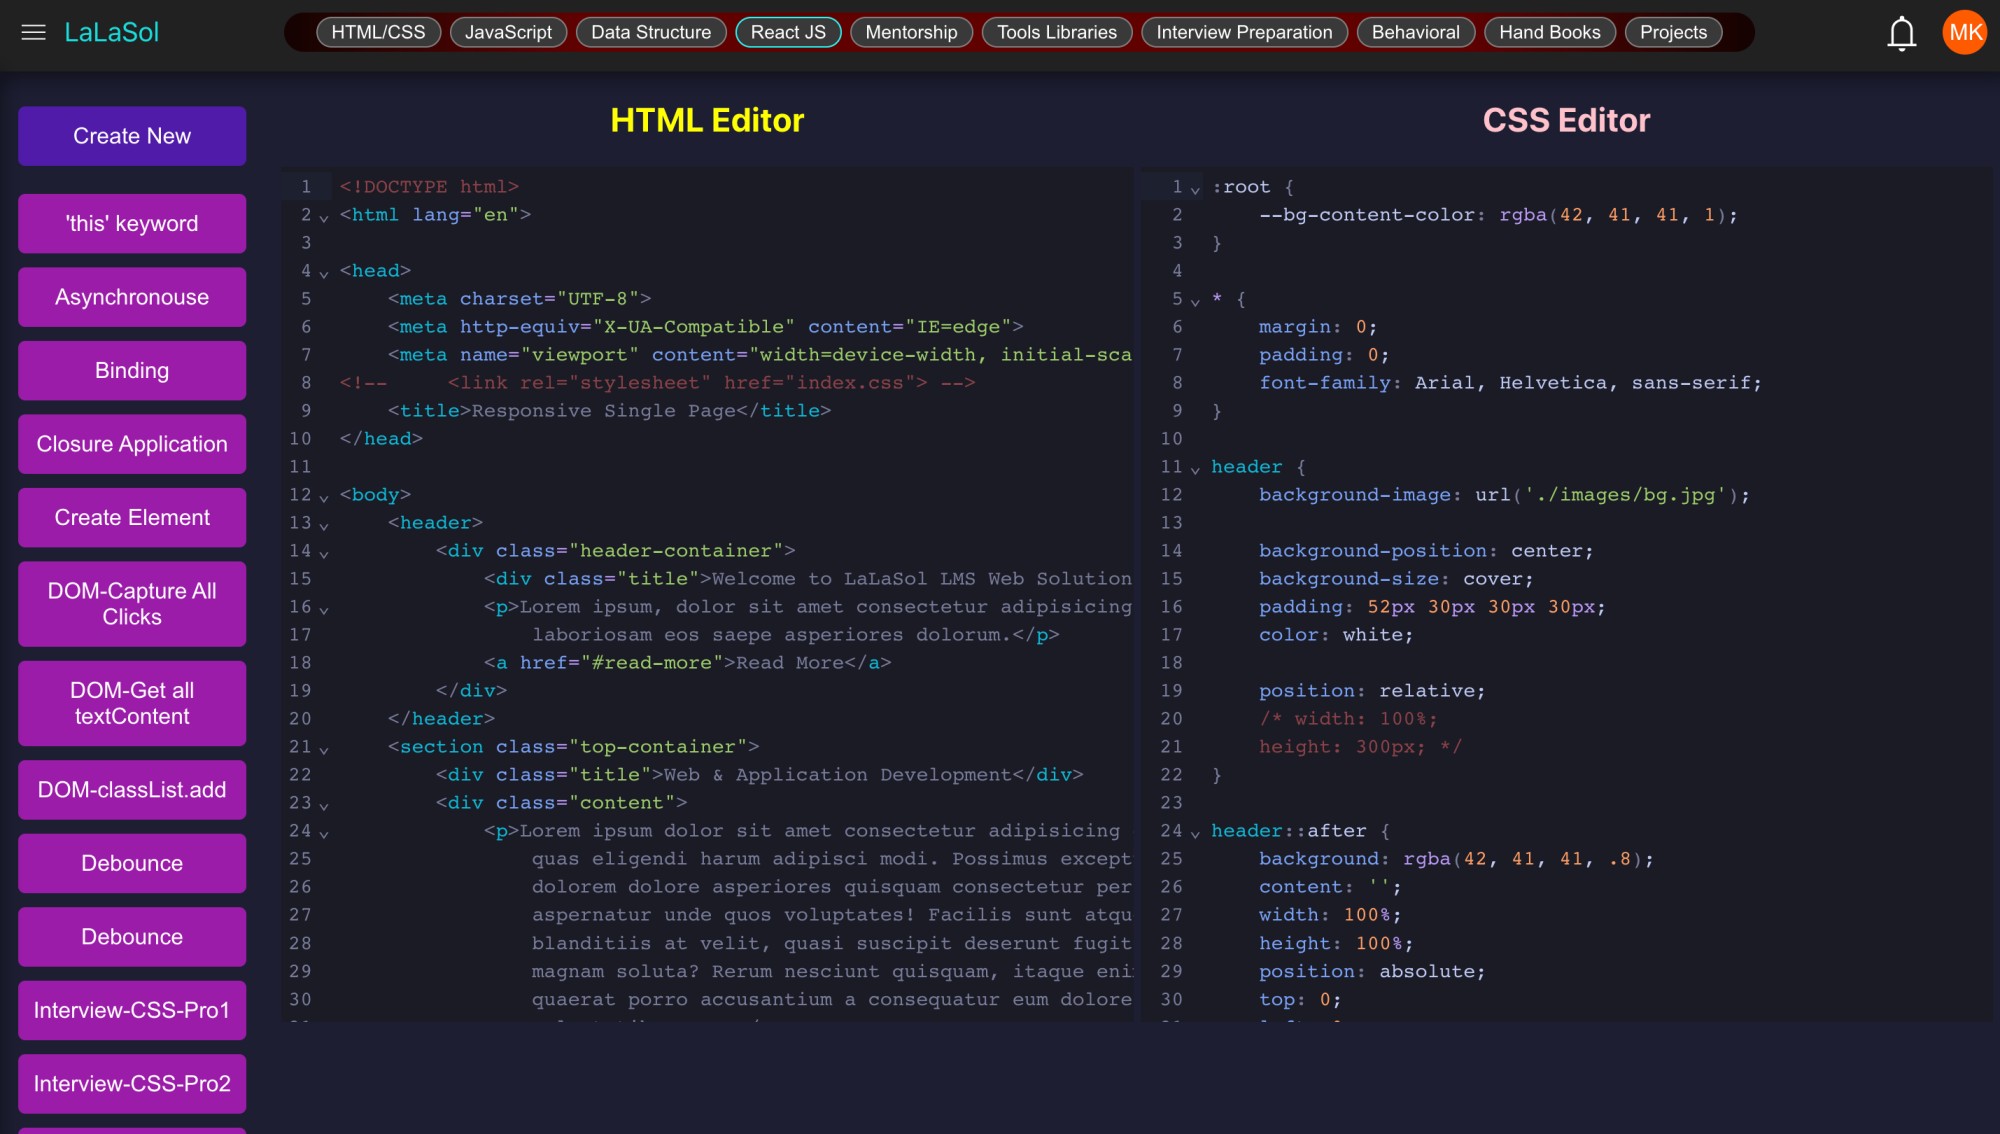 LaLaSol
HTML/CSS JavaScript Data Structure React JS Mentorship Tools Libraries Interview Preparation Behavioral Hand Books Projects
MK
Create New
'this' keyword
Asynchronouse
Binding
Closure Application
Create Element
DOM-Capture All
Clicks
DOM-Get all
textContent
DOM-classList.add
Debounce
Debounce
Interview-CSS-Pro1
Interview-CSS-Pro2
HTML Editor
1 <!DOCTYPE html>
2 <html lang="en">
3
4 <head>
5 <meta charset="UTF-8">
6 <meta http-equiv="X-UA-Compatible" content="IE=edge">
7 <meta name="viewport" content="width=device-width, initial-sca
8 <!-- <link rel="stylesheet" href="index.css"> -->
9 <title>Responsive Single Page</title>
10 </head>
11
12 <body>
13 <header>
14 <div class="header-container">
15 <div class="title">Welcome to LaLaSol LMS Web Solution
16 <p>Lorem ipsum, dolor sit amet consectetur adipisicing
17 laboriosam eos saepe asperiores dolorum.</p>
18 <a href="#read-more">Read More</a>
19 </div>
20 </header>
21 <section class="top-container">
22 <div class="title">Web & Application Development</div>
23 <div class="content">
24 <p>Lorem ipsum dolor sit amet consectetur adipisicing
25 quas eligendi harum adipisci modi. Possimus except
26 dolorem dolore asperiores quisquam consectetur per
27 aspernatur unde quos voluptates! Facilis sunt atqu
28 blanditiis at velit, quasi suscipit deserunt fugit
29 magnam soluta? Rerum nesciunt quisquam, itaque eni
30 quaerat porro accusantium a consequatur eum dolore
CSS Editor
1 :root {
2 --bg-content-color: rgba(42, 41, 41, 1);
3 }
4
5 * {
6 margin: 0;
7 padding: 0;
8 font-family: Arial, Helvetica, sans-serif;
9 }
10
11 header {
12 background-image: url('./images/bg.jpg');
13
14 background-position: center;
15 background-size: cover;
16 padding: 52px 30px 30px 30px;
17 color: white;
18
19 position: relative;
20 /* width: 100%;
21 height: 300px; */
22 }
23
24 header::after {
25 background: rgba(42, 41, 41, .8);
26 content: '';
27 width: 100%;
28 height: 100%;
29 position: absolute;
30 top: 0;